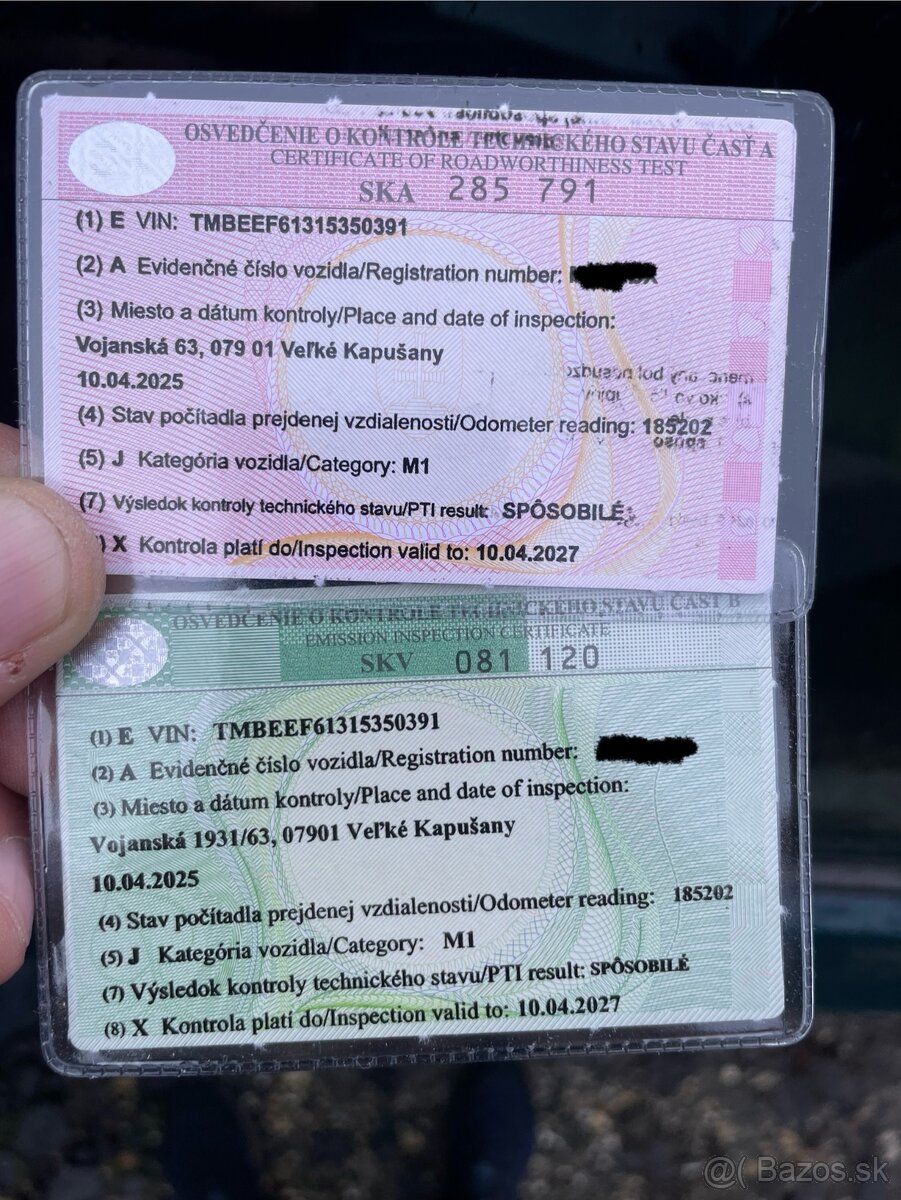 OSVEDČENIE O KONTROLE TECHNICKÉHO STAVU ČASŤ A
CERTIFICATE OF ROADWORTHINESS TEST
SKA 285 791
(1) E VIN: TMBEEF61315350391
(2) A Evidenčné číslo vozidla/Registration number:
(3) Miesto a dátum kontroly/Place and date of inspection:
Vojanská 63, 079 01 Veľké Kapušany
10.04.2025
(4) Stav počítadla prejdenej vzdialenosti/Odometer reading: 185202
(5) J Kategória vozidla/Category: M1
(7) Výsledok kontroly technického stavu/PTI result: SPÔSOBILÉ
) X Kontrola platí do/Inspection valid to: 10.04.2027
OSVEDČENIE O KONTROLE TECHNICKÉHO STAVU ČASŤ B
EMISSION INSPECTION CERTIFICATE
SKV 081 120
(1) E VIN: TMBEEF61315350391
(2) A Evidenčné číslo vozidla/Registration number:
(3) Miesto a dátum kontroly/Place and date of inspection:
Vojanská 1931/63, 07901 Veľké Kapušany
10.04.2025
(4) Stav počítadla prejdenej vzdialenosti/Odometer reading: 185202
(5) J Kategória vozidla/Category: M1
(7) Výsledok kontroly technického stavu/PTI result: SPÔSOBILÉ
(8) X Kontrola platí do/Inspection valid to: 10.04.2027
@( Bazos.sk